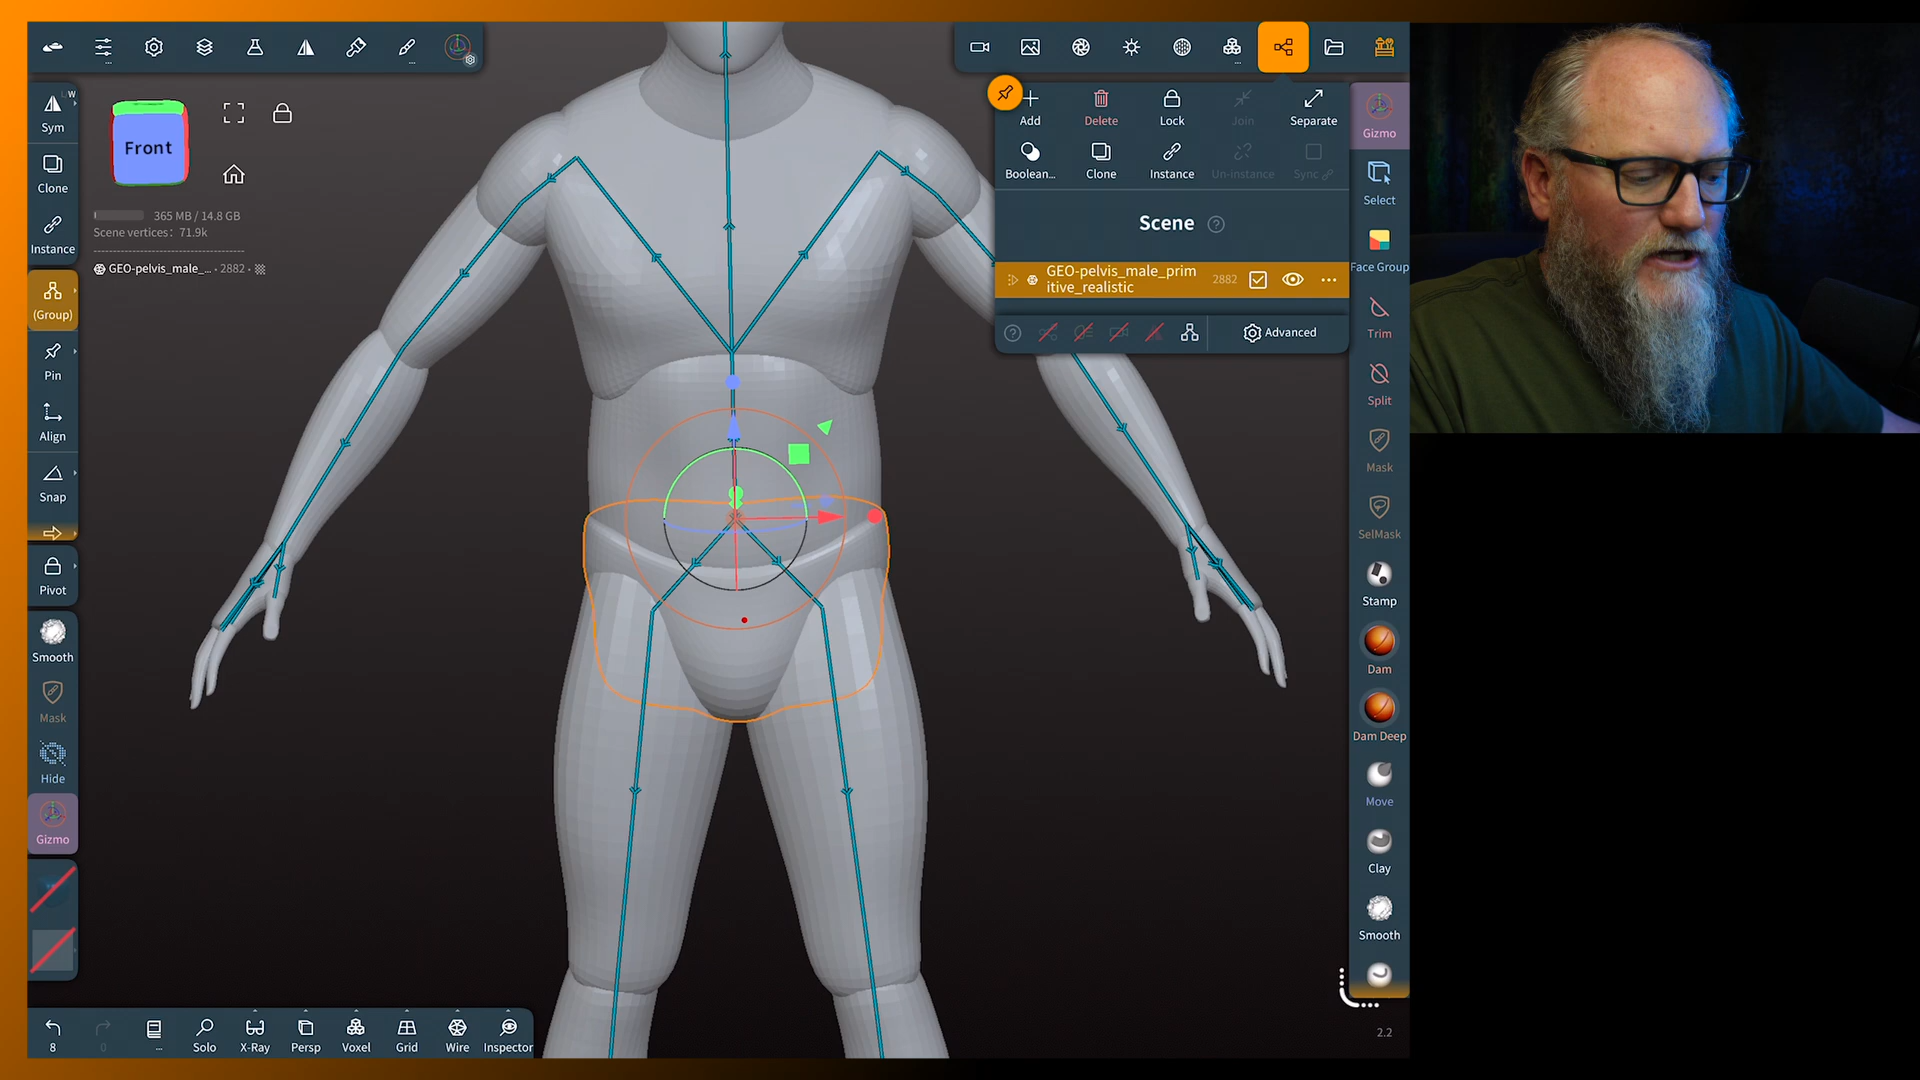 L/W
Sym
Clone
Instance
(Group)
Pin
Align
Snap
Pivot
Smooth
Mask
Hide
Gizmo
Front
365 MB / 14.8 GB
Scene vertices: 71.9k
GEO-pelvis_male_... · 2882 ·
Add
Delete
Lock
Join
Separate
Boolean...
Clone
Instance
Un-instance
Sync
Scene ?
GEO-pelvis_male_prim
itive_realistic
2882
...
? Advanced
Gizmo
Select
Face Group
Trim
Split
Mask
SelMask
Stamp
Dam
Dam Deep
Move
Clay
Smooth
8
0
...
Solo
X-Ray
Persp
Voxel
Grid
Wire
Inspector
2.2